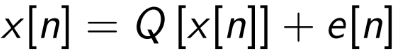 x[n] = Q [x[n]] + e[n]